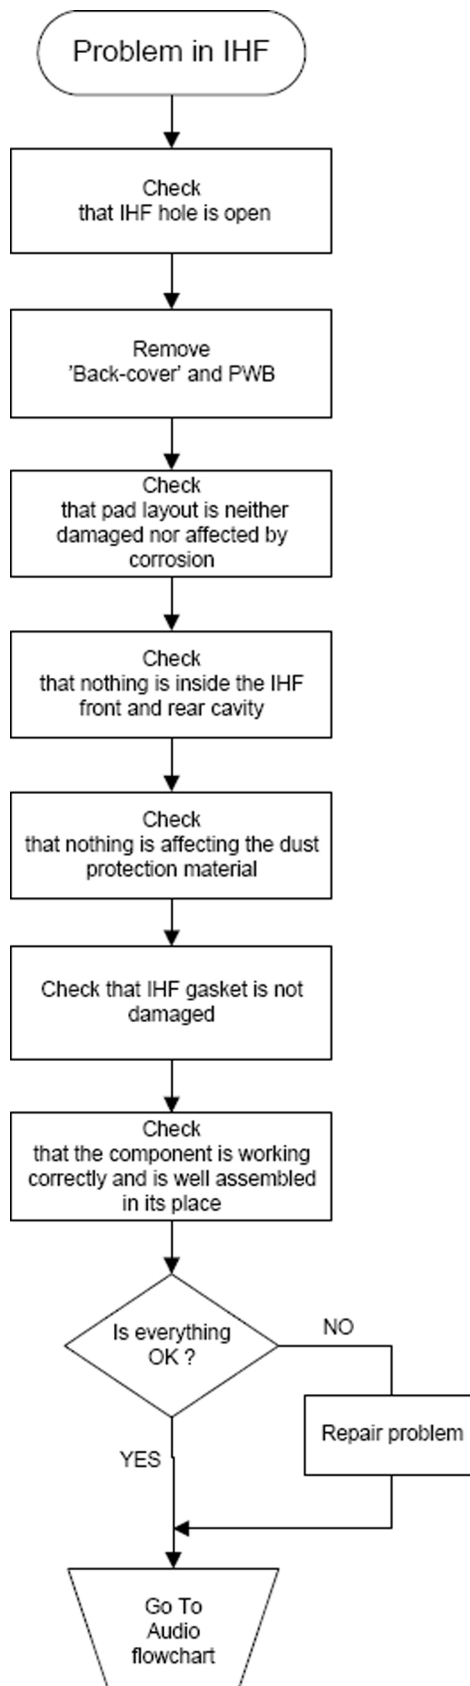 Problem in IHF
Check
that IHF hole is open
Remove
'Back-cover' and PWB
Check
that pad layout is neither
damaged nor affected by
corrosion
Check
that nothing is inside the IHF
front and rear cavity
Check
that nothing is affecting the dust
protection material
Check that IHF gasket is not
damaged
Check
that the component is working
correctly and is well assembled
in its place
Is everything
OK ?
NO
Repair problem
YES
Go To
Audio
flowchart